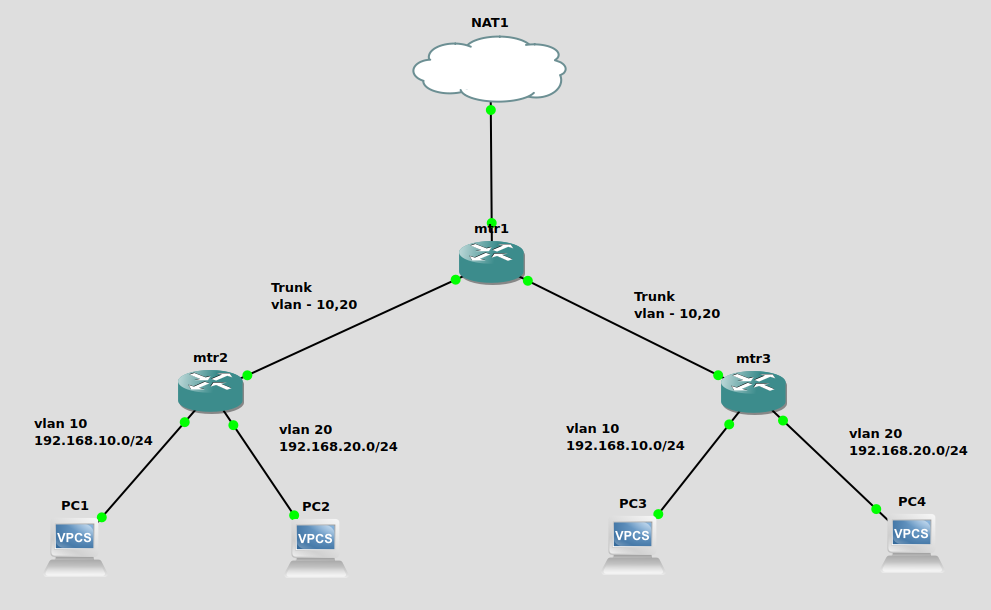 NAT1
mtr1
Trunk
vlan - 10,20
Trunk
vlan - 10,20
mtr2
mtr3
vlan 10
192.168.10.0/24
vlan 20
192.168.20.0/24
vlan 10
192.168.10.0/24
vlan 20
192.168.20.0/24
PC1
PC2
PC3
PC4
VPCS
VPCS
VPCS
VPCS